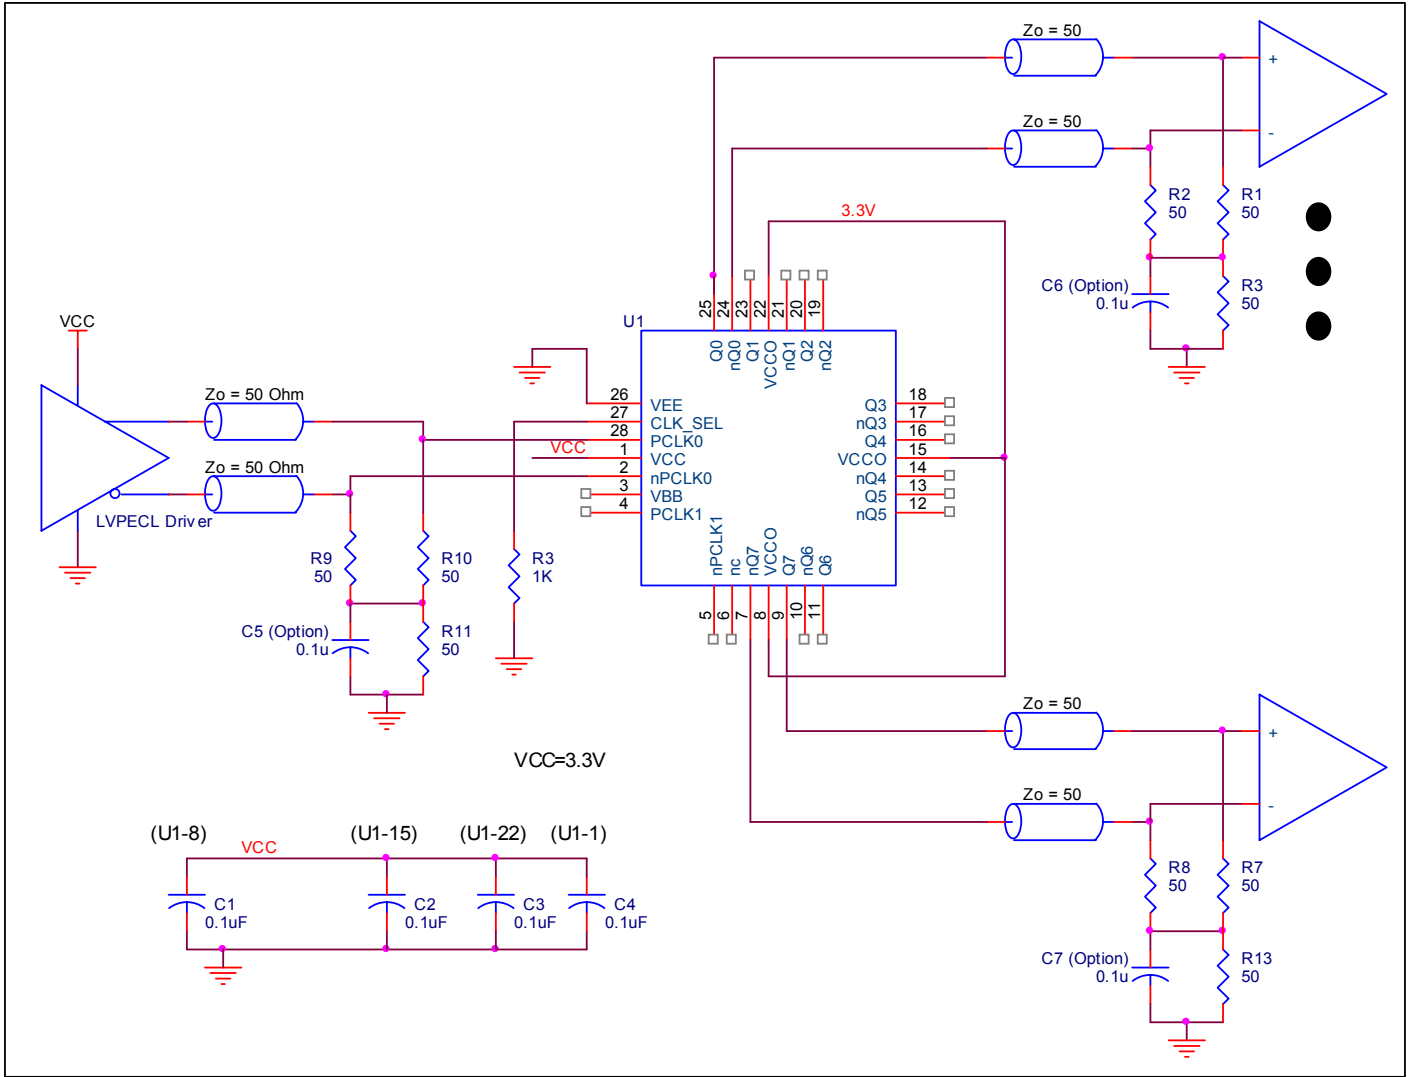 Zo = 50
+
Zo = 50
-
R2
50
R1
50
C6 (Option)
0.1u
R3
50
3.3V
25
24
23
22
21
20
19
U1
Q0
nQ0
Q1
VCCO
nQ1
Q2
nQ2
VCC
Zo = 50 Ohm
Zo = 50 Ohm
LVPECL Driver
26
VEE
27
CLK_SEL
28
PCLK0
VCC
1
VCC
2
nPCLK0
3
VBB
4
PCLK1
18
Q3
17
nQ3
16
Q4
15
VCCO
14
nQ4
13
Q5
12
nQ5
nPCLK1
nc
nQ7
VCCO
Q7
nQ6
Q6
5
6
7
8
9
10
11
R9
50
R10
50
R3
1K
C5 (Option)
0.1u
R11
50
VCC=3.3V
Zo = 50
+
Zo = 50
-
R8
50
R7
50
C7 (Option)
0.1u
R13
50
(U1-8)
(U1-15)
(U1-22)
(U1-1)
VCC
C1
0.1uF
C2
0.1uF
C3
0.1uF
C4
0.1uF